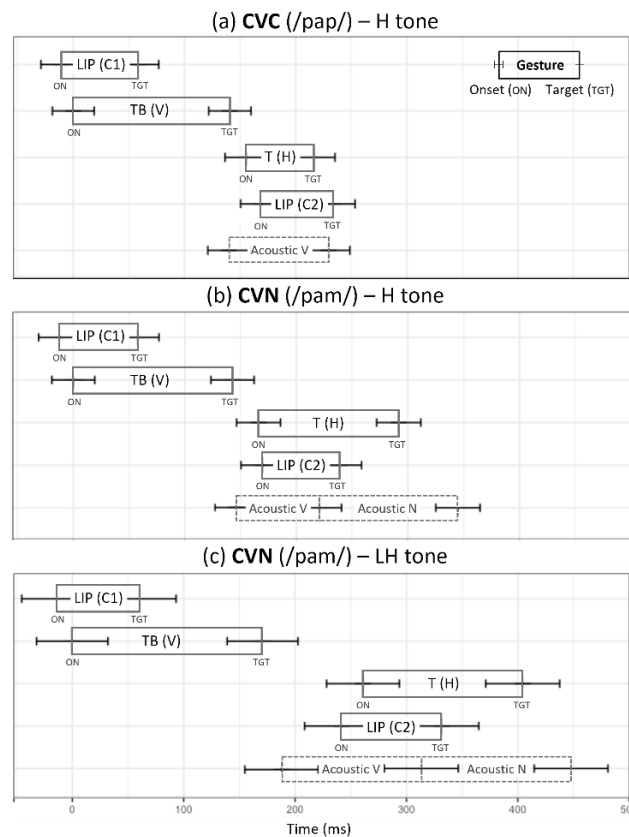 (a) CVC (/pap/) – H tone
LIP (C1)
ON TGT
Gesture
Onset (ON) Target (TGT)
TB (V)
ON TGT
T (H)
ON TGT
LIP (C2)
ON TGT
Acoustic V
(b) CVN (/pam/) – H tone
LIP (C1)
ON TGT
TB (V)
ON TGT
T (H)
ON TGT
LIP (C2)
ON TGT
Acoustic V Acoustic N
(c) CVN (/pam/) – LH tone
LIP (C1)
ON TGT
TB (V)
ON TGT
T (H)
ON TGT
LIP (C2)
ON TGT
Acoustic V Acoustic N
0 100 200 300 400 500
Time (ms)